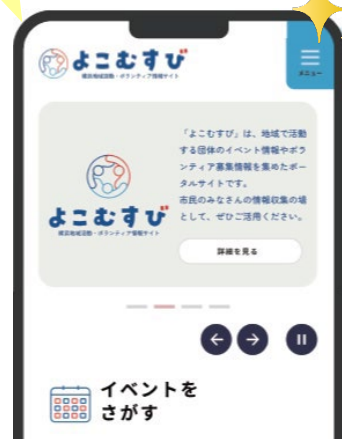 よこむすび
横浜地域活動・ボランティア情報サイト
メニュー
「よこむすび」は、地域で活動
する団体のイベント情報やボラ
ンティア募集情報を集めたポー
タルサイトです。
市民のみなさんの情報収集の場
として、ぜひご活用ください。
よこむすび
横浜地域活動・ボランティア情報サイト
詳細を見る
イベントを
さがす